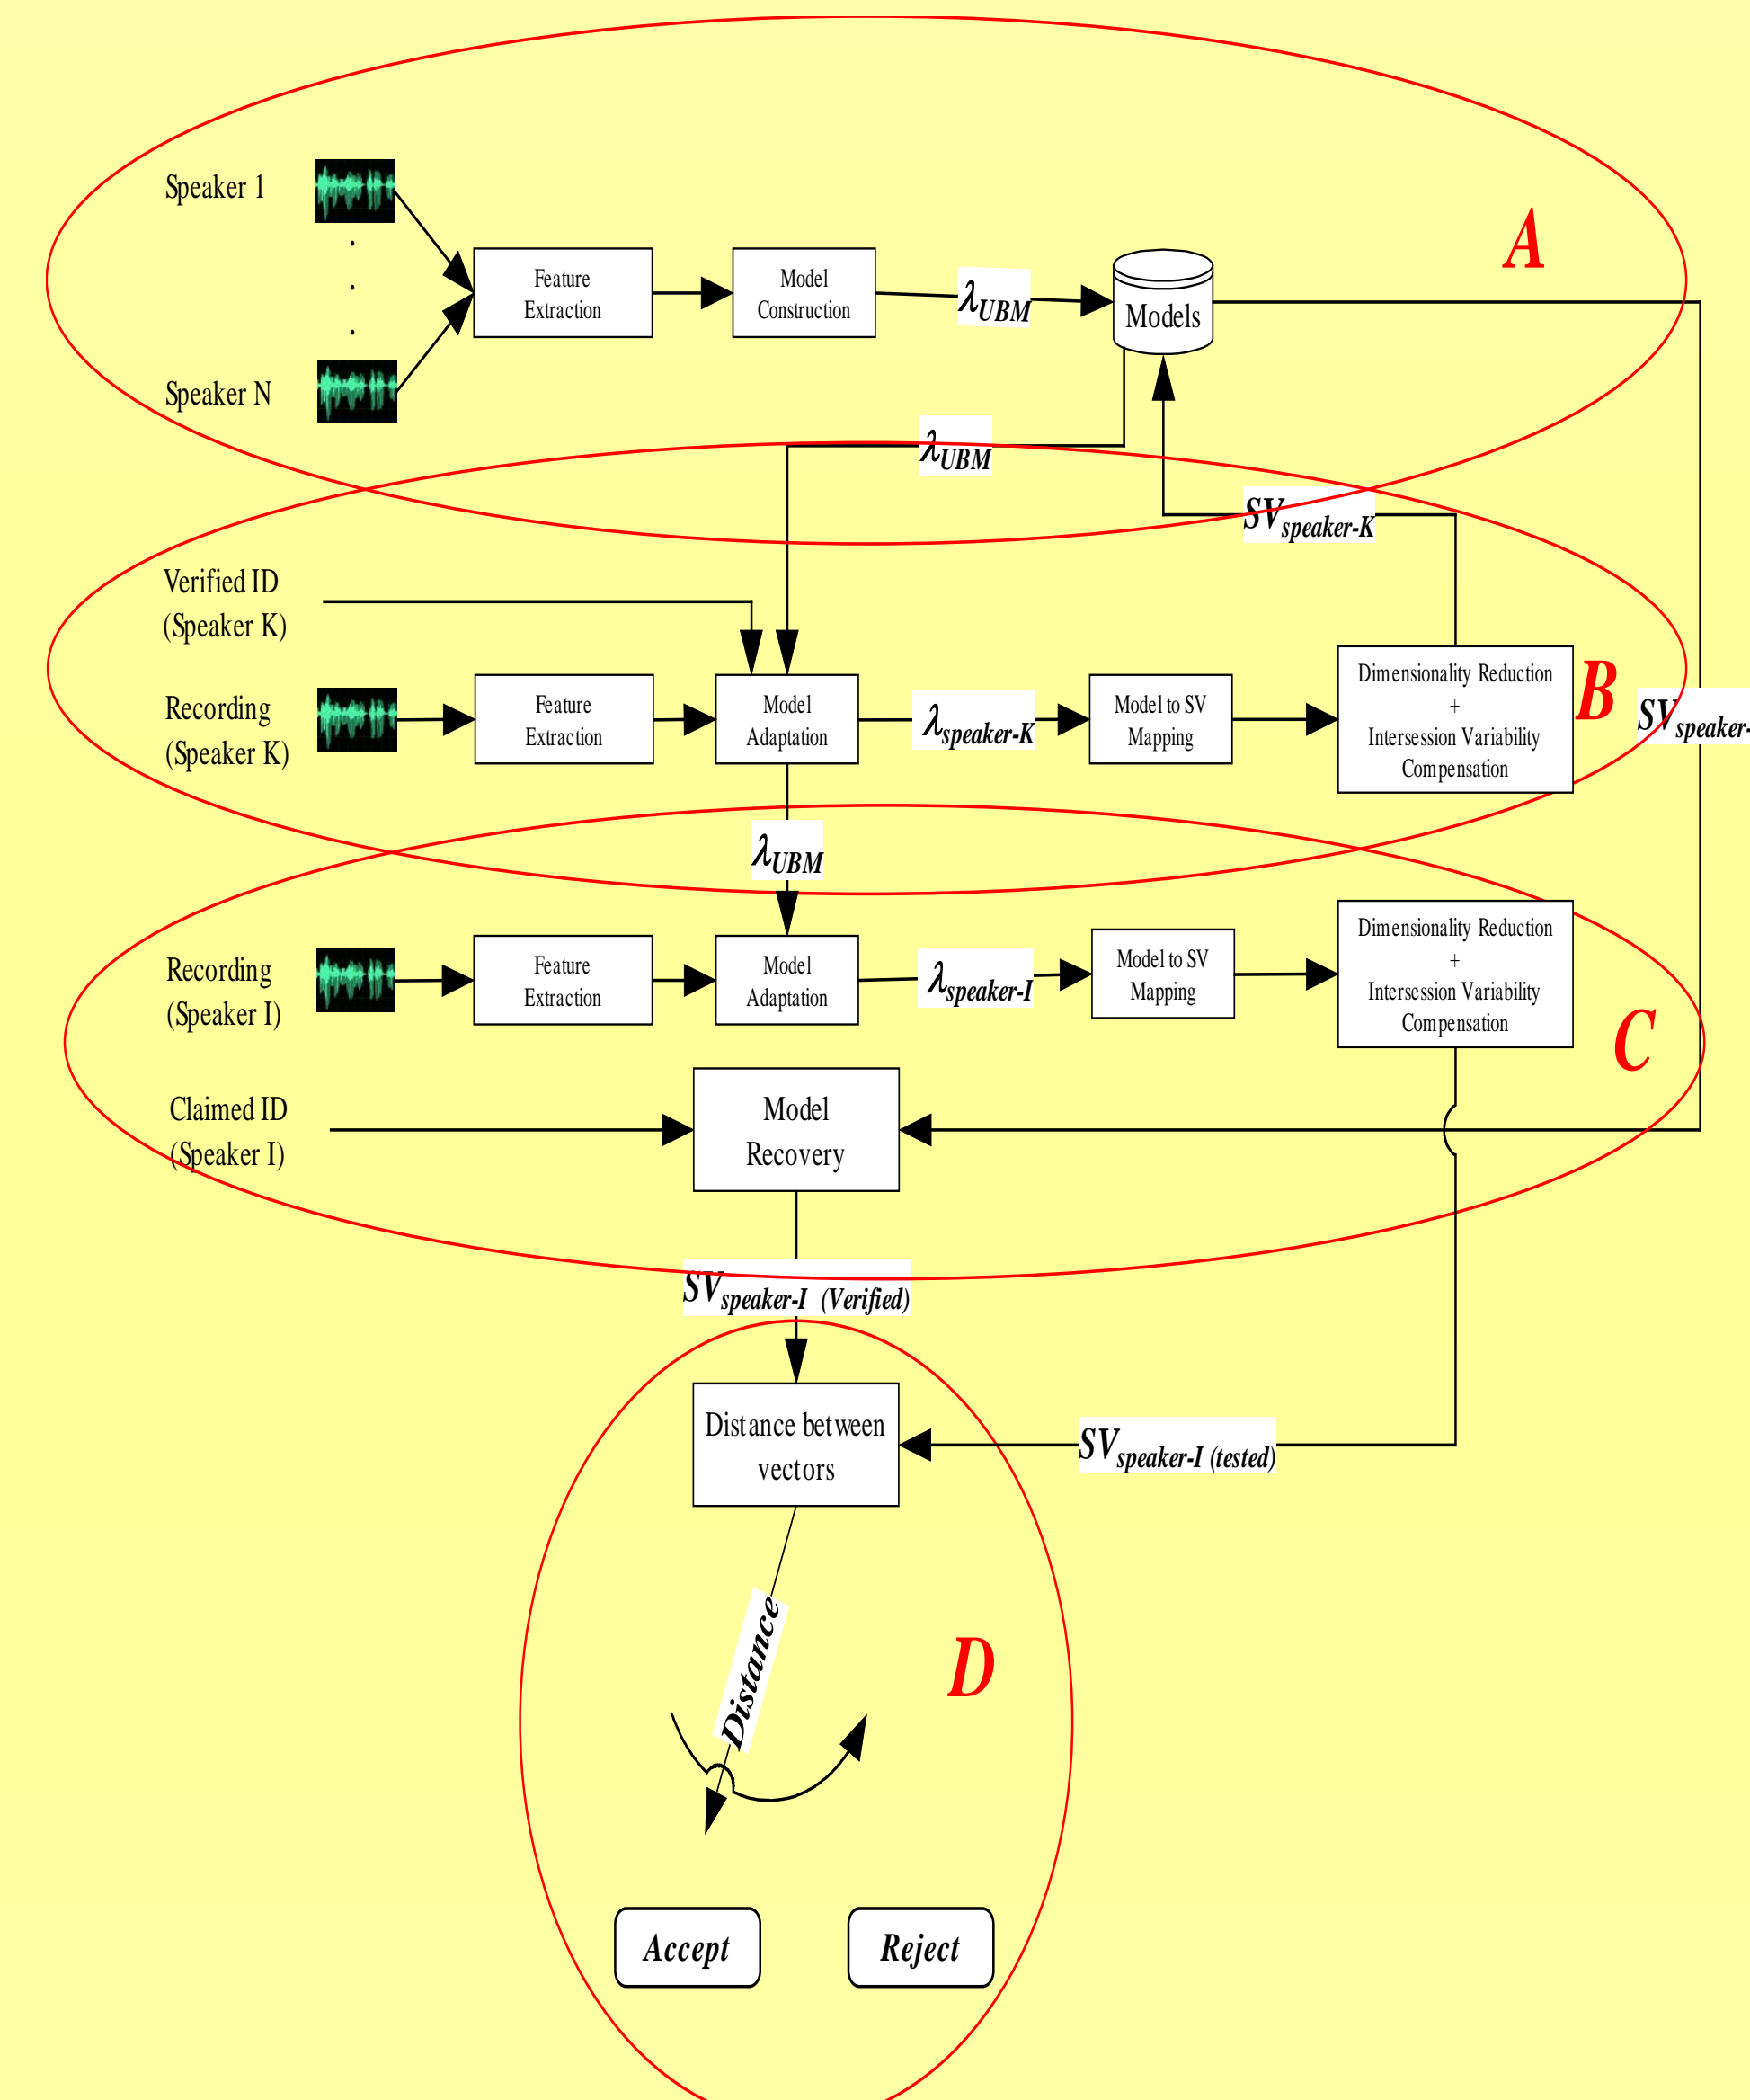 Speaker 1
A
Feature
Extraction
Model
Construction
λUBM
Models
Speaker N
λUBM
SVspeaker-K
Verified ID
(Speaker K)
Recording
(Speaker K)
Feature
Extraction
Model
Adaptation
λspeaker-K
Model to SV
Mapping
Dimensionality Reduction
+
Intersession Variability
Compensation
B
SVspeaker-
λUBM
Recording
(Speaker I)
Feature
Extraction
Model
Adaptation
λspeaker-I
Model to SV
Mapping
Dimensionality Reduction
+
Intersession Variability
Compensation
C
Claimed ID
(Speaker I)
Model
Recovery
SVspeaker-I (Verified)
Distance between
vectors
SVspeaker-I (tested)
Distance
D
Accept
Reject